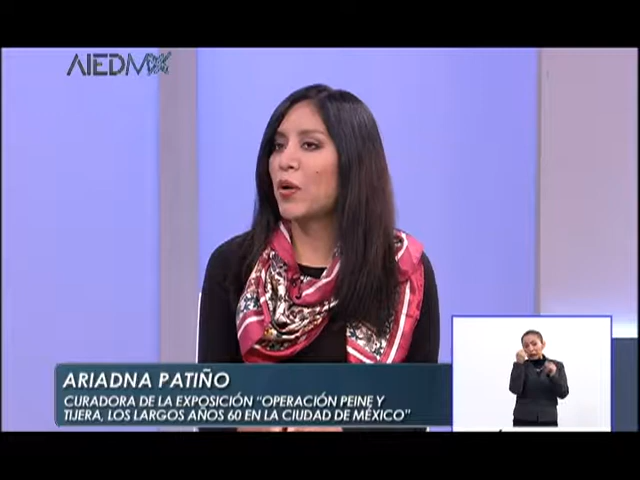 AIEDMX
ARIADNA PATIÑO
CURADORA DE LA EXPOSICIÓN "OPERACIÓN PEINE Y
TIJERA, LOS LARGOS AÑOS 60 EN LA CIUDAD DE MÉXICO"